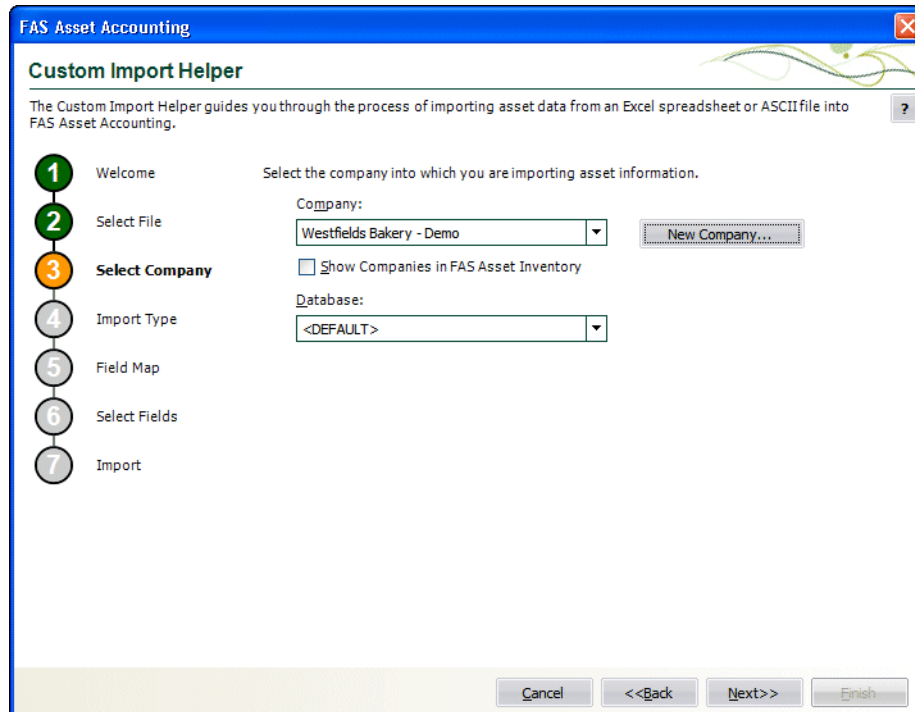 FAS Asset Accounting
Custom Import Helper
The Custom Import Helper guides you through the process of importing asset data from an Excel spreadsheet or ASCII file into
FAS Asset Accounting.
?
1 Welcome
Select the company into which you are importing asset information.
Company:
2 Select File
Westfields Bakery - Demo
New Company...
3 Select Company
Show Companies in FAS Asset Inventory
Database:
4 Import Type
<DEFAULT>
5 Field Map
6 Select Fields
7 Import
Cancel
<<Back
Next>>
Finish